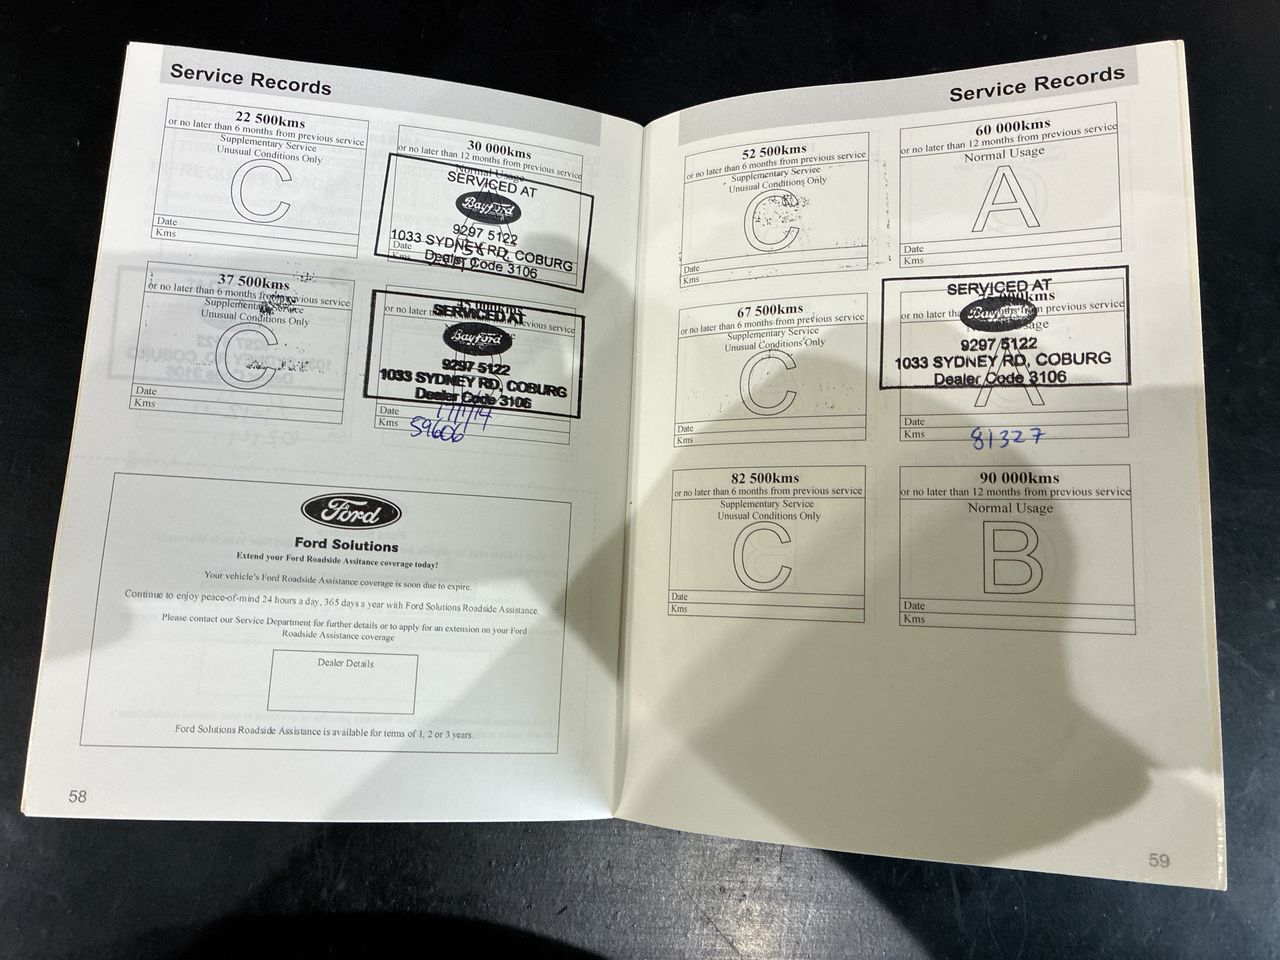 Service Records
22 500kms
or no later than 6 months from previous service
Supplementary Service
Unusual Conditions Only
C
Date
Kms
30 000kms
or no later than 12 months from previous service
Normal Usage
SERVICED AT
Bayford
9297 5122
1033 SYDNEY RD, COBURG
Dealer Code 3106
Date
Kms
37 500kms
or no later than 6 months from previous service
Supplementary Service
Unusual Conditions Only
C
Date
Kms
or no later than previous service
SERVICED AT
Bayford
9297 5122
1033 SYDNEY RD, COBURG
Dealer Code 3106
Date
Kms 59606
Ford
Ford Solutions
Extend your Ford Roadside Assitance coverage today!
Your vehicle's Ford Roadside Assistance coverage is soon due to expire.
Continue to enjoy peace-of-mind 24 hours a day, 365 days a year with Ford Solutions Roadside Assistance.
Please contact our Service Department for further details or to apply for an extension on your Ford
Roadside Assistance coverage
Dealer Details
Ford Solutions Roadside Assistance is available for terms of 1, 2 or 3 years.
58
Service Records
52 500kms
or no later than 6 months from previous service
Supplementary Service
Unusual Conditions Only
C
Date
Kms
60 000kms
or no later than 12 months from previous service
Normal Usage
A
Date
Kms
67 500kms
or no later than 6 months from previous service
Supplementary Service
Unusual Conditions Only
C
Date
Kms
SERVICED AT
Bayford
9297 5122
1033 SYDNEY RD, COBURG
Dealer Code 3106
A
Date
Kms 81327
82 500kms
or no later than 6 months from previous service
Supplementary Service
Unusual Conditions Only
C
Date
Kms
90 000kms
or no later than 12 months from previous service
Normal Usage
B
Date
Kms
59